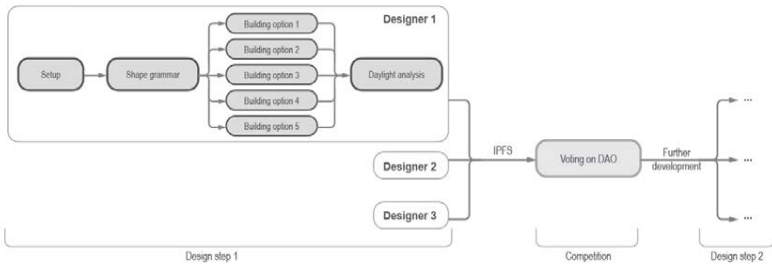 Designer 1
Setup
Shape grammar
Building option 1
Building option 2
Building option 3
Building option 4
Building option 5
Daylight analysis
Designer 2
Designer 3
IPFS
Voting on DAO
Further
development
...
...
...
Design step 1
Competition
Design step 2